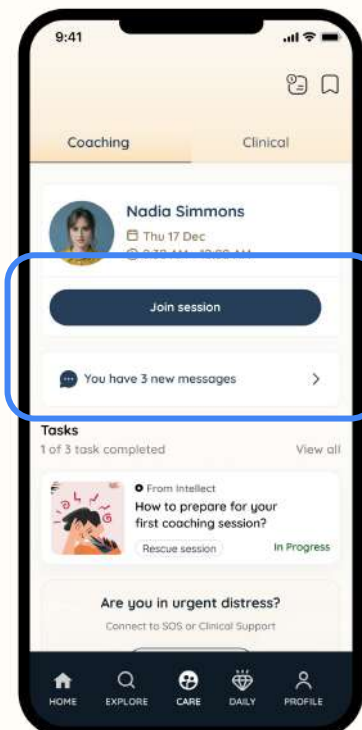 9:41
Coaching
Clinical
Nadia Simmons
Thu 17 Dec
Join session
You have 3 new messages
Tasks
1 of 3 task completed
View all
From Intellect
How to prepare for your
first coaching session?
Rescue session
In Progress
Are you in urgent distress?
Connect to SOS or Clinical Support
HOME
EXPLORE
CARE
DAILY
PROFILE